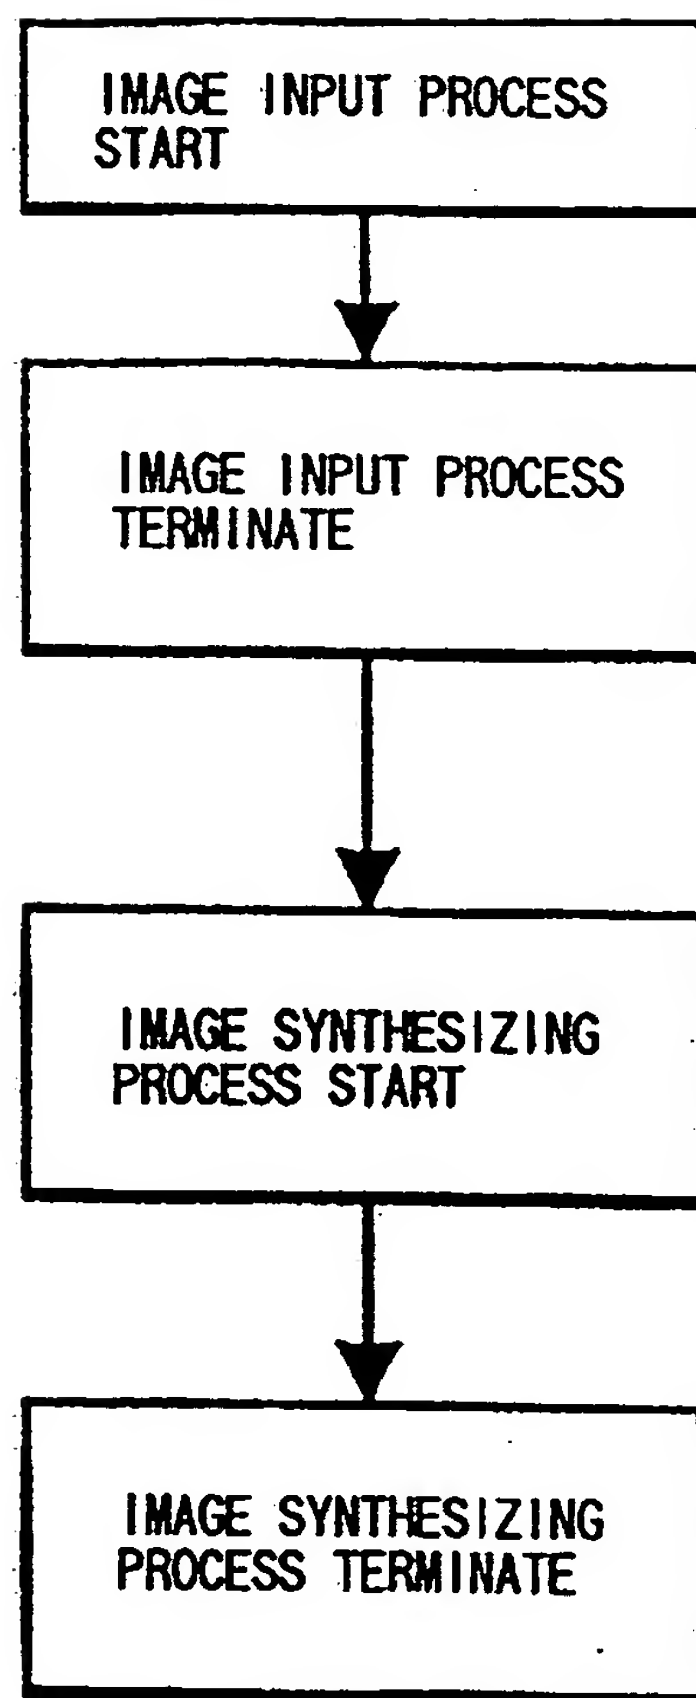 IMAGE INPUT PROCESS
START
IMAGE INPUT PROCESS
TERMINATE
IMAGE SYNTHESIZING
PROCESS START
IMAGE SYNTHESIZING
PROCESS TERMINATE